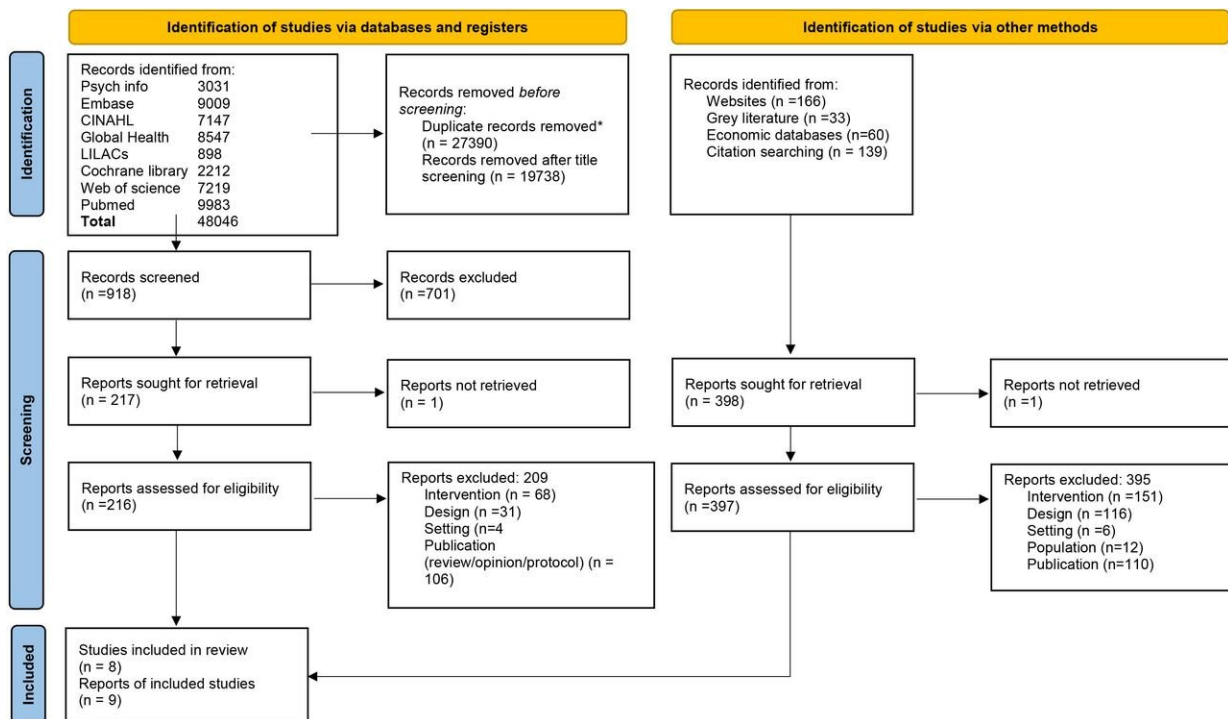 Identification of studies via databases and registers
Identification of studies via other methods
Identification
Records identified from:
Psych info 3031
Embase 9009
CINAHL 7147
Global Health 8547
LILACs 898
Cochrane library 2212
Web of science 7219
Pubmed 9983
Total 48046
Records removed before
screening:
Duplicate records removed*
(n = 27390)
Records removed after title
screening (n = 19738)
Records identified from:
Websites (n =166)
Grey literature (n =33)
Economic databases (n=60)
Citation searching (n = 139)
Screening
Records screened
(n =918)
Records excluded
(n =701)
Reports sought for retrieval
(n = 217)
Reports not retrieved
(n = 1)
Reports sought for retrieval
(n = 398)
Reports not retrieved
(n =1)
Reports assessed for eligibility
(n =216)
Reports excluded: 209
Intervention (n = 68)
Design (n =31)
Setting (n=4
Publication
(review/opinion/protocol) (n =
106)
Reports assessed for eligibility
(n =397)
Reports excluded: 395
Intervention (n =151)
Design (n =116)
Setting (n =6)
Population (n=12)
Publication (n=110)
Included
Studies included in review
(n = 8)
Reports of included studies
(n = 9)